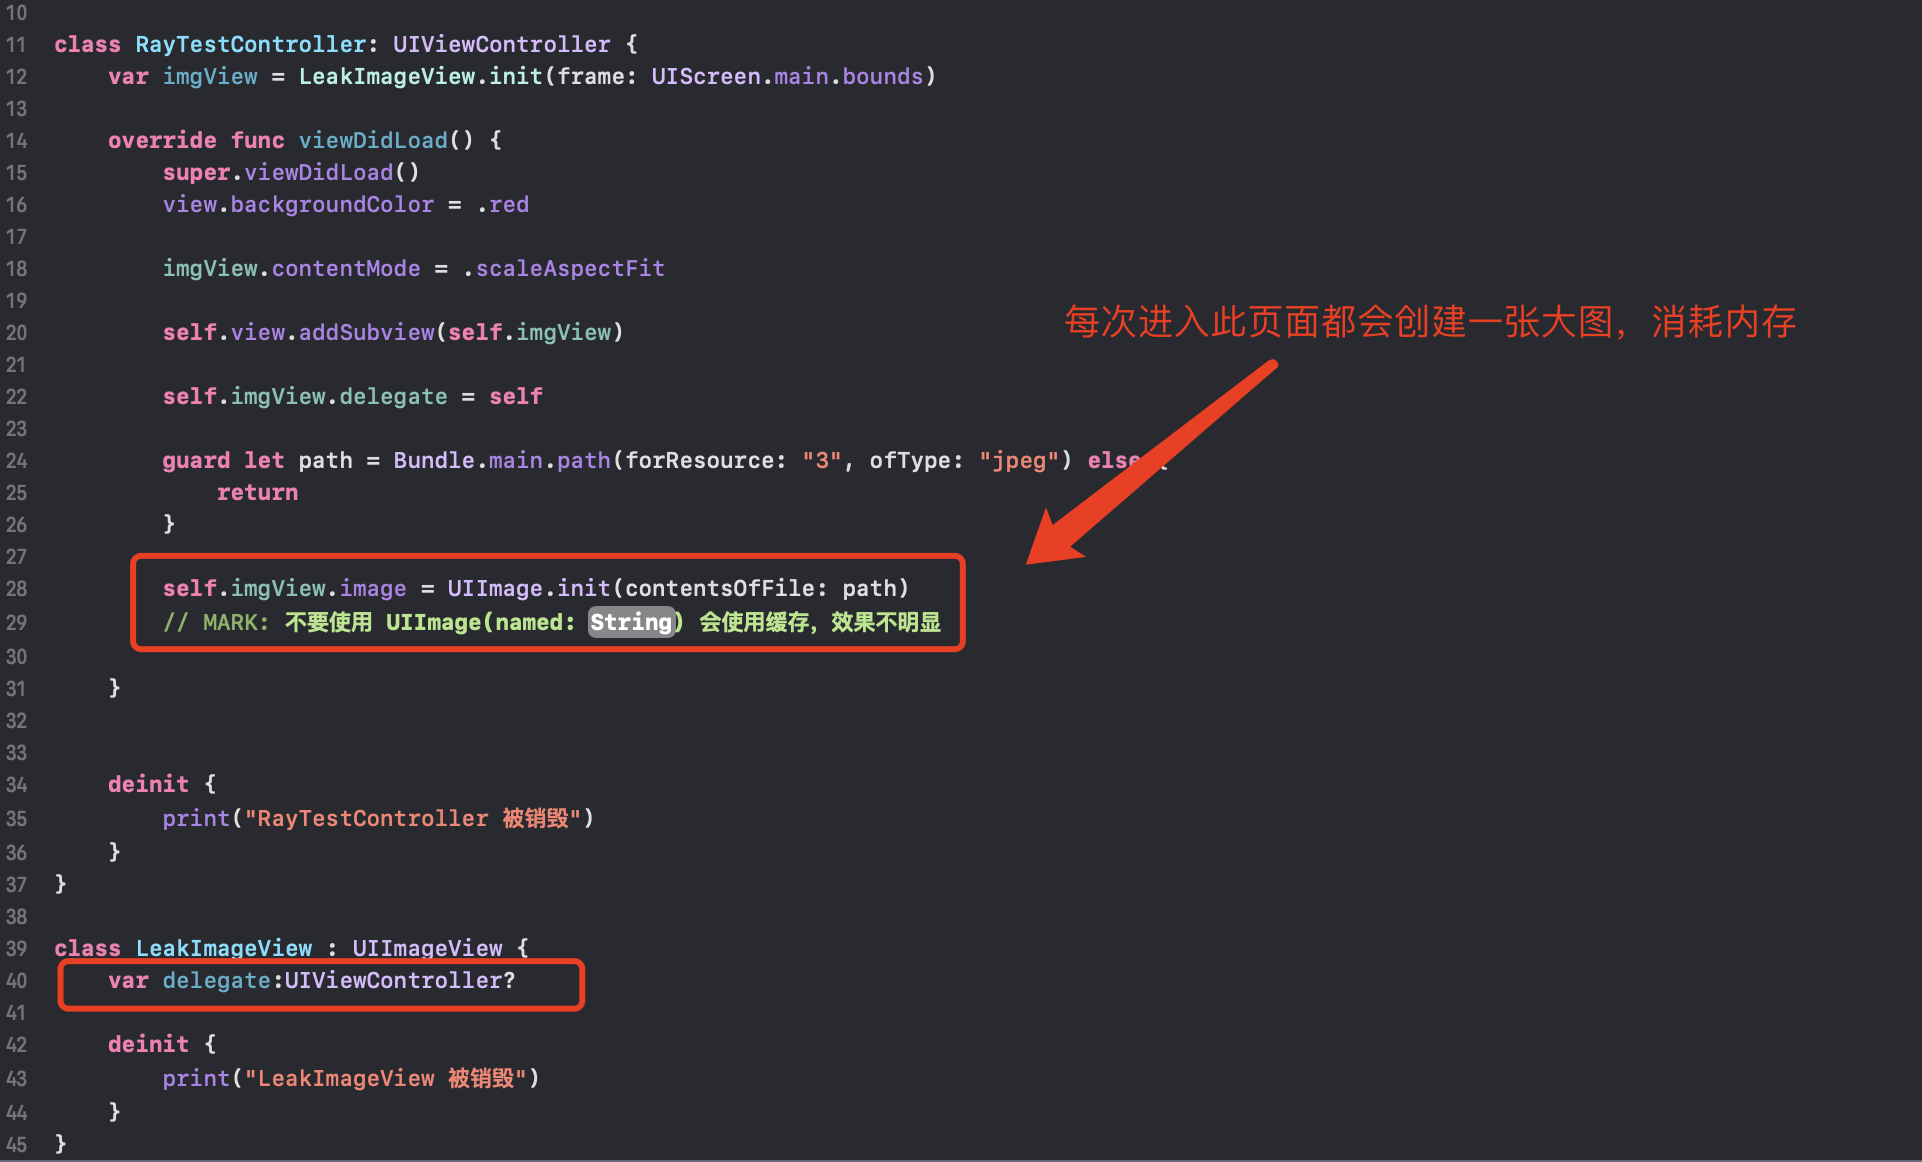 10
11 class RayTestController: UIViewController {
12     var imgView = LeakImageView.init(frame: UIScreen.main.bounds)
13
14     override func viewDidLoad() {
15         super.viewDidLoad()
16         view.backgroundColor = .red
17
18         imgView.contentMode = .scaleAspectFit
19
每次进入此页面都会创建一张大图，消耗内存
20         self.view.addSubview(self.imgView)
21
22         self.imgView.delegate = self
23
24         guard let path = Bundle.main.path(forResource: "3", ofType: "jpeg") else {
25             return
26         }
27
28         self.imgView.image = UIImage.init(contentsOfFile: path)
29         // MARK: 不要使用 UIImage(named: String) 会使用缓存，效果不明显
30
31     }
32
33
34     deinit {
35         print("RayTestController 被销毁")
36     }
37 }
38
39 class LeakImageView : UIImageView {
40     var delegate:UIViewController?
41
42     deinit {
43         print("LeakImageView 被销毁")
44     }
45 }